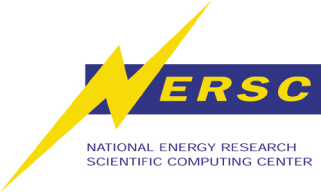 NERSC
NATIONAL ENERGY RESEARCH
SCIENTIFIC COMPUTING CENTER